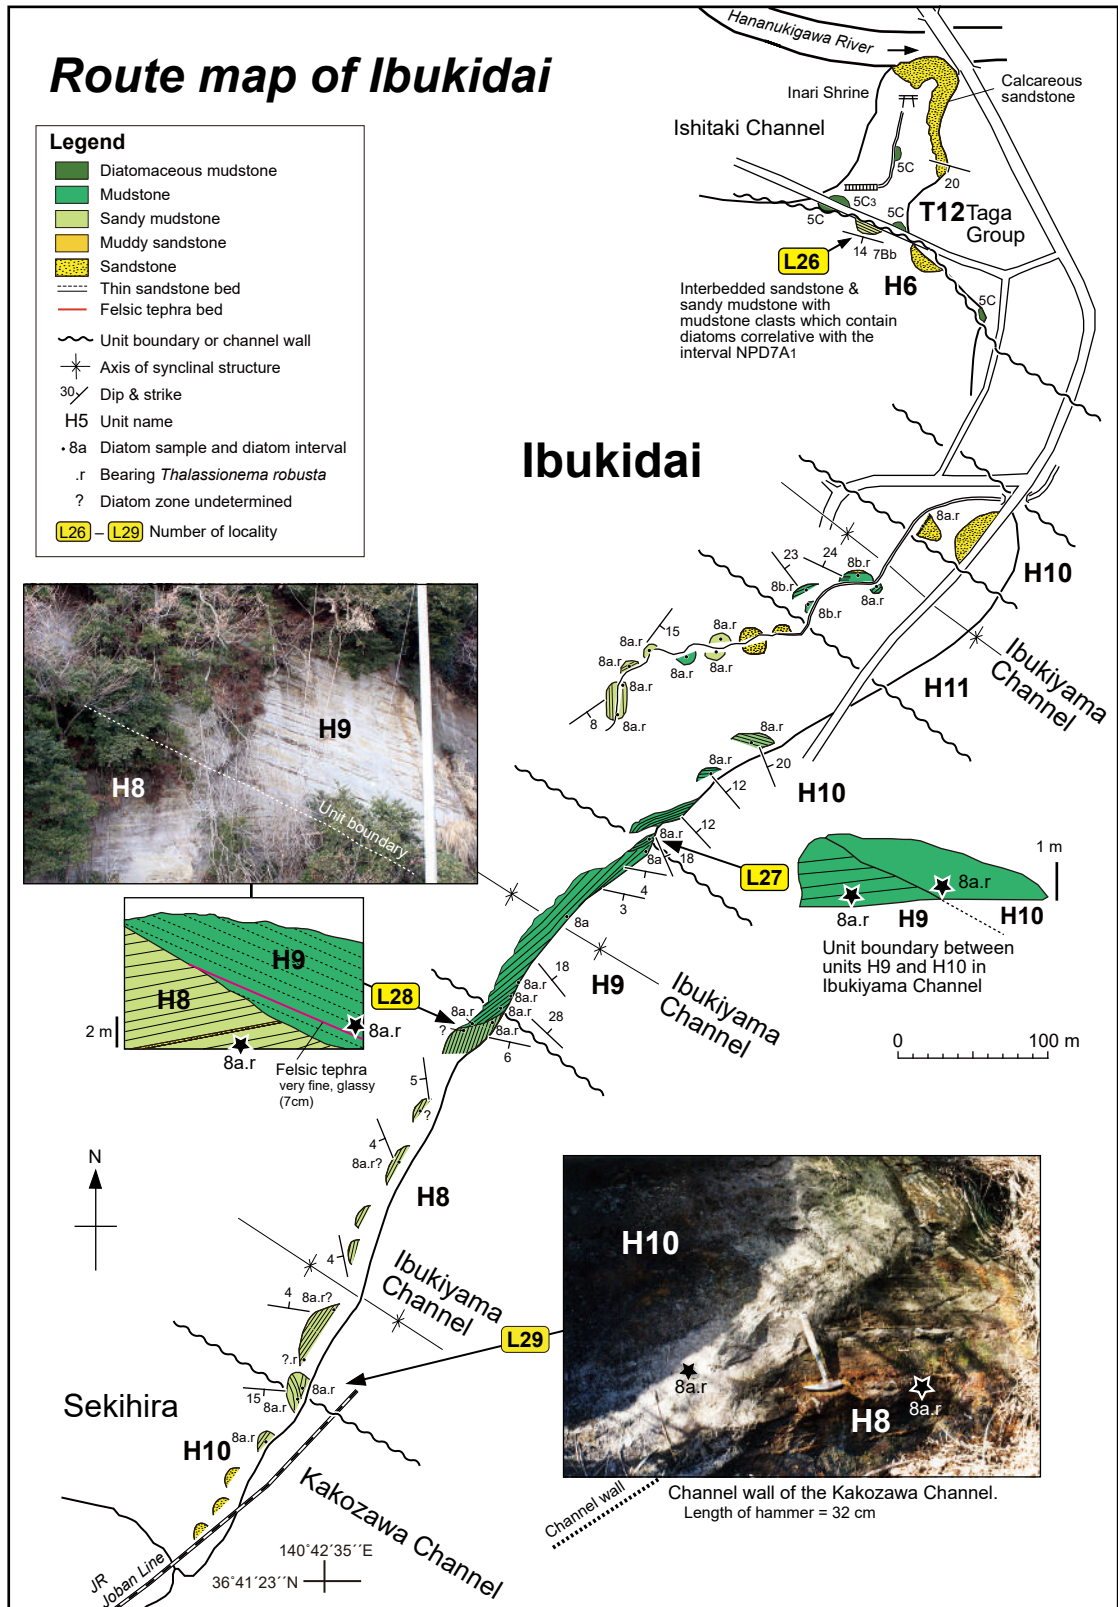 Route map of Ibukidai
Hananukigawa River
Calcareous
sandstone
Inari Shrine
Ishitaki Channel
5C
20
5C3
5C
5C
T12 Taga
Group
14
7Bb
L26
H6
Interbedded sandstone &
sandy mudstone with
mudstone clasts which contain
diatoms correlative with the
interval NPD7A1
5C
Legend
Diatomaceous mudstone
Mudstone
Sandy mudstone
Muddy sandstone
Sandstone
Thin sandstone bed
Felsic tephra bed
Unit boundary or channel wall
Axis of synclinal structure
30 Dip & strike
H5 Unit name
8a Diatom sample and diatom interval
.r Bearing Thalassionema robusta
? Diatom zone undetermined
L26 – L29 Number of locality
Ibukidai
8a.r
23
24
8b.r
8b.r
8a.r
8b.r
H10
15
8a.r
8a.r
8a.r
8a.r
8a.r
8a.r
8
8a.r
Ibukiyama
Channel
H11
8a.r
20
8a.r
12
H10
12
8a.r
8a
18
L27
4
3
8a
1 m
8a.r
8a.r
H9
H10
Unit boundary between
units H9 and H10 in
Ibukiyama Channel
H9
H8
Unit boundary
H9
H8
2 m
8a.r
8a.r
Felsic tephra
very fine, glassy
(7cm)
L28
18
H9
8a.r
8a.r
8a.r
?
8a.r
28
6
Ibukiyama
Channel
0
100 m
5
?
4
8a.r?
H8
N
4
Ibukiyama
Channel
4
8a.r?
?.r
L29
15
8a.r
8a.r
Sekihira
8a.r
H10
Kakozawa Channel
JR
Joban Line
140°42´35´´E
36°41´23´´N
H10
8a.r
H8
8a.r
Channel wall
Channel wall of the Kakozawa Channel.
Length of hammer = 32 cm